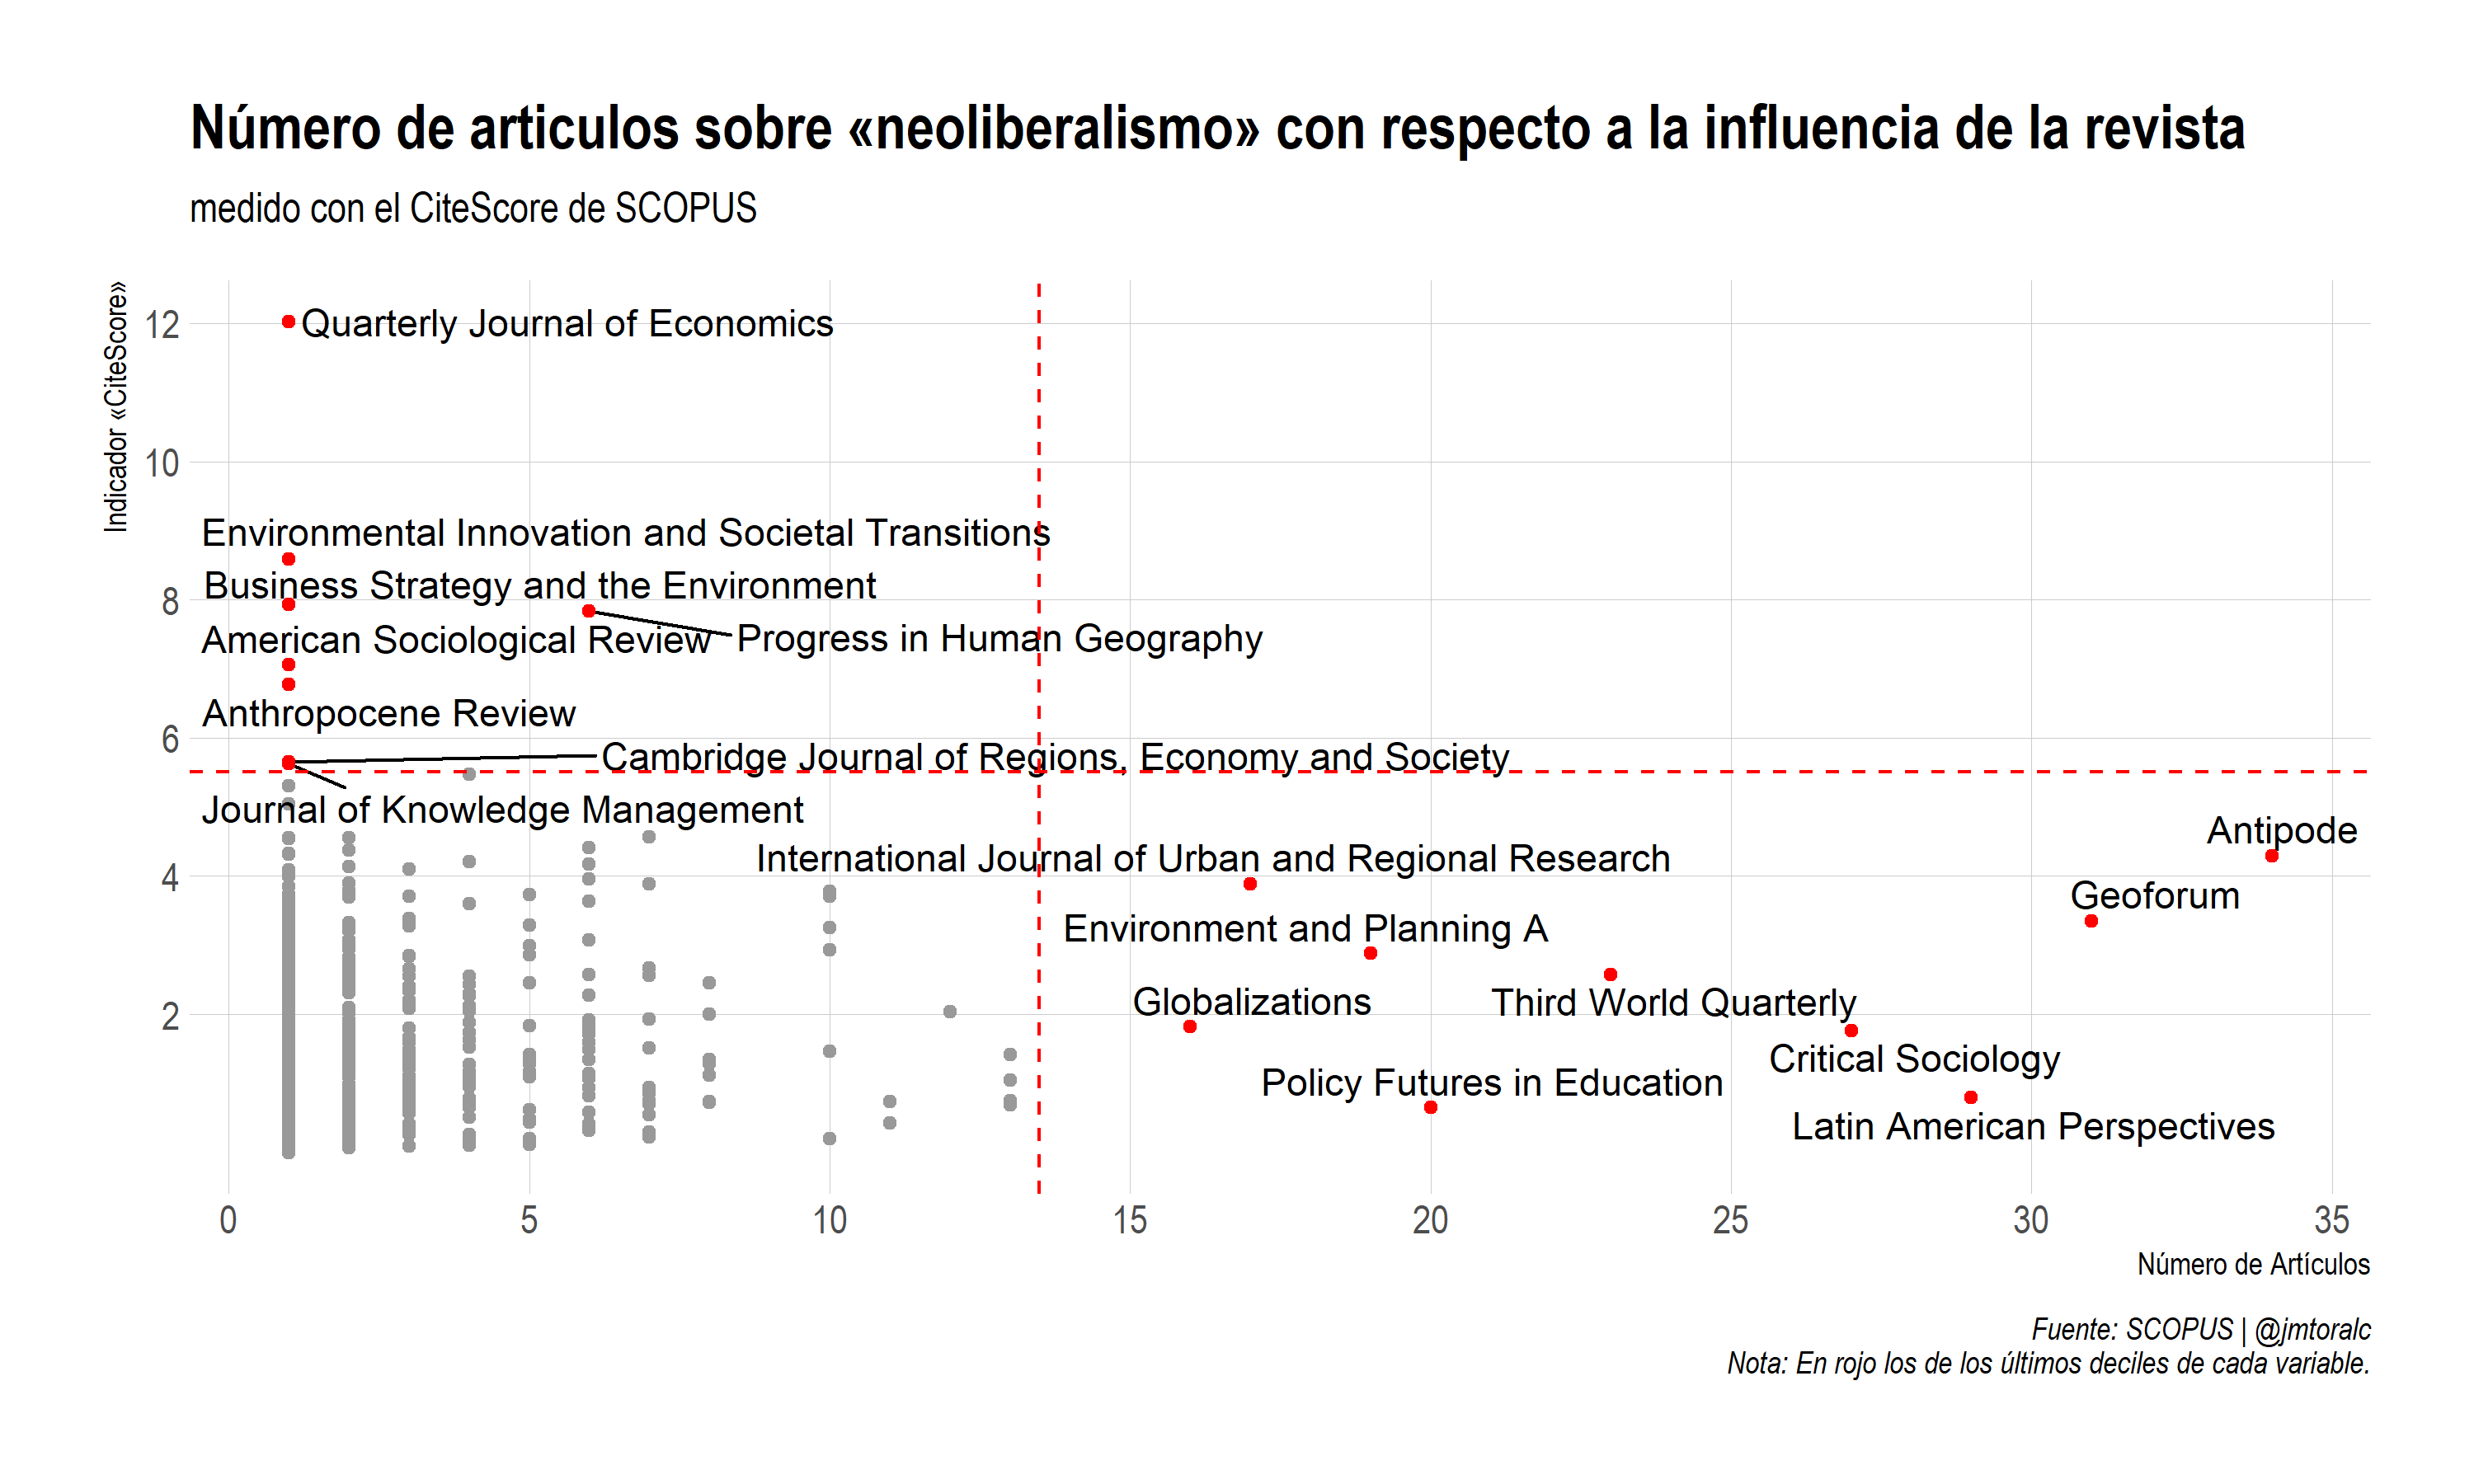 Número de articulos sobre «neoliberalismo» con respecto a la influencia de la revista
medido con el CiteScore de SCOPUS
Indicador «CiteScore»
12
10
8
6
4
2
Quarterly Journal of Economics
Environmental Innovation and Societal Transitions
Business Strategy and the Environment
American Sociological Review
Progress in Human Geography
Anthropocene Review
Cambridge Journal of Regions, Economy and Society
Journal of Knowledge Management
Antipode
International Journal of Urban and Regional Research
Geoforum
Environment and Planning A
Globalizations
Third World Quarterly
Critical Sociology
Policy Futures in Education
Latin American Perspectives
0
5
10
15
20
25
30
35
Número de Artículos
Fuente: SCOPUS | @jmtoralc
Nota: En rojo los de los últimos deciles de cada variable.